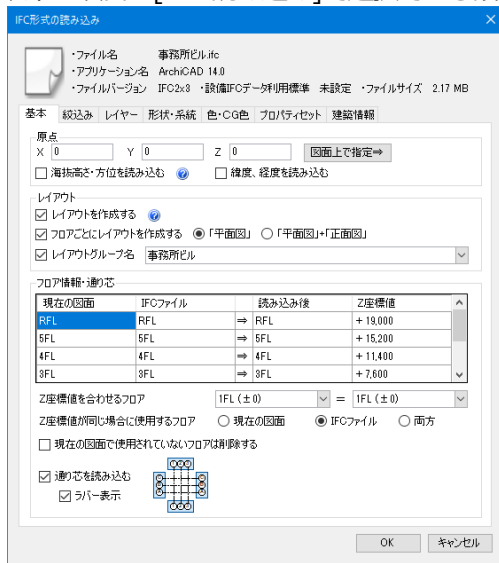 IFC形式の読み込み
・ファイル名 事務所ビル.ifc
・アプリケーション名 ArchiCAD 14.0
・ファイルバージョン IFC2x3 ・設備IFCデータ利用標準 未設定 ・ファイルサイズ 2.17 MB
基本 絞込み レイヤー 形状・系統 色・CG色 プロパティセット 建築情報
原点
X 0 Y 0 Z 0 図面上で指定⇒
海抜高さ・方位を読み込む 緯度、経度を読み込む
レイアウト
レイアウトを作成する
フロアごとにレイアウトを作成する 「平面図」 「平面図」+「正面図」
レイアウトグループ名 事務所ビル
フロア情報・通り芯
現在の図面 IFCファイル 読み込み後 Z座標値
RFL RFL ⇒ RFL + 19,000
5FL 5FL ⇒ 5FL + 15,200
4FL 4FL ⇒ 4FL + 11,400
3FL 3FL ⇒ 3FL + 7,600
Z座標値を合わせるフロア 1FL (± 0) = 1FL (± 0)
Z座標値が同じ場合に使用するフロア 現在の図面 IFCファイル 両方
現在の図面で使用されていないフロアは削除する
通り芯を読み込む
ラバー表示
OK キャンセル